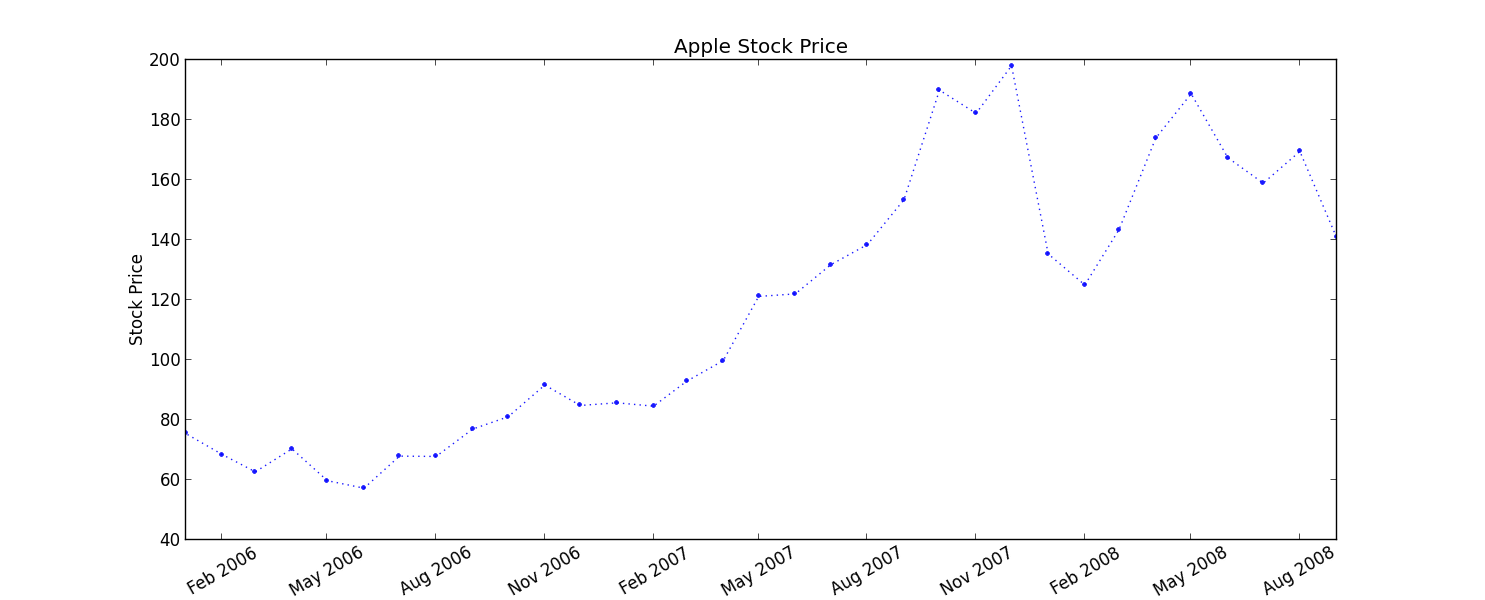 Apple Stock Price
200
180
160
140
120
100
80
60
40
Stock Price
Feb 2006
May 2006
Aug 2006
Nov 2006
Feb 2007
May 2007
Aug 2007
Nov 2007
Feb 2008
May 2008
Aug 2008